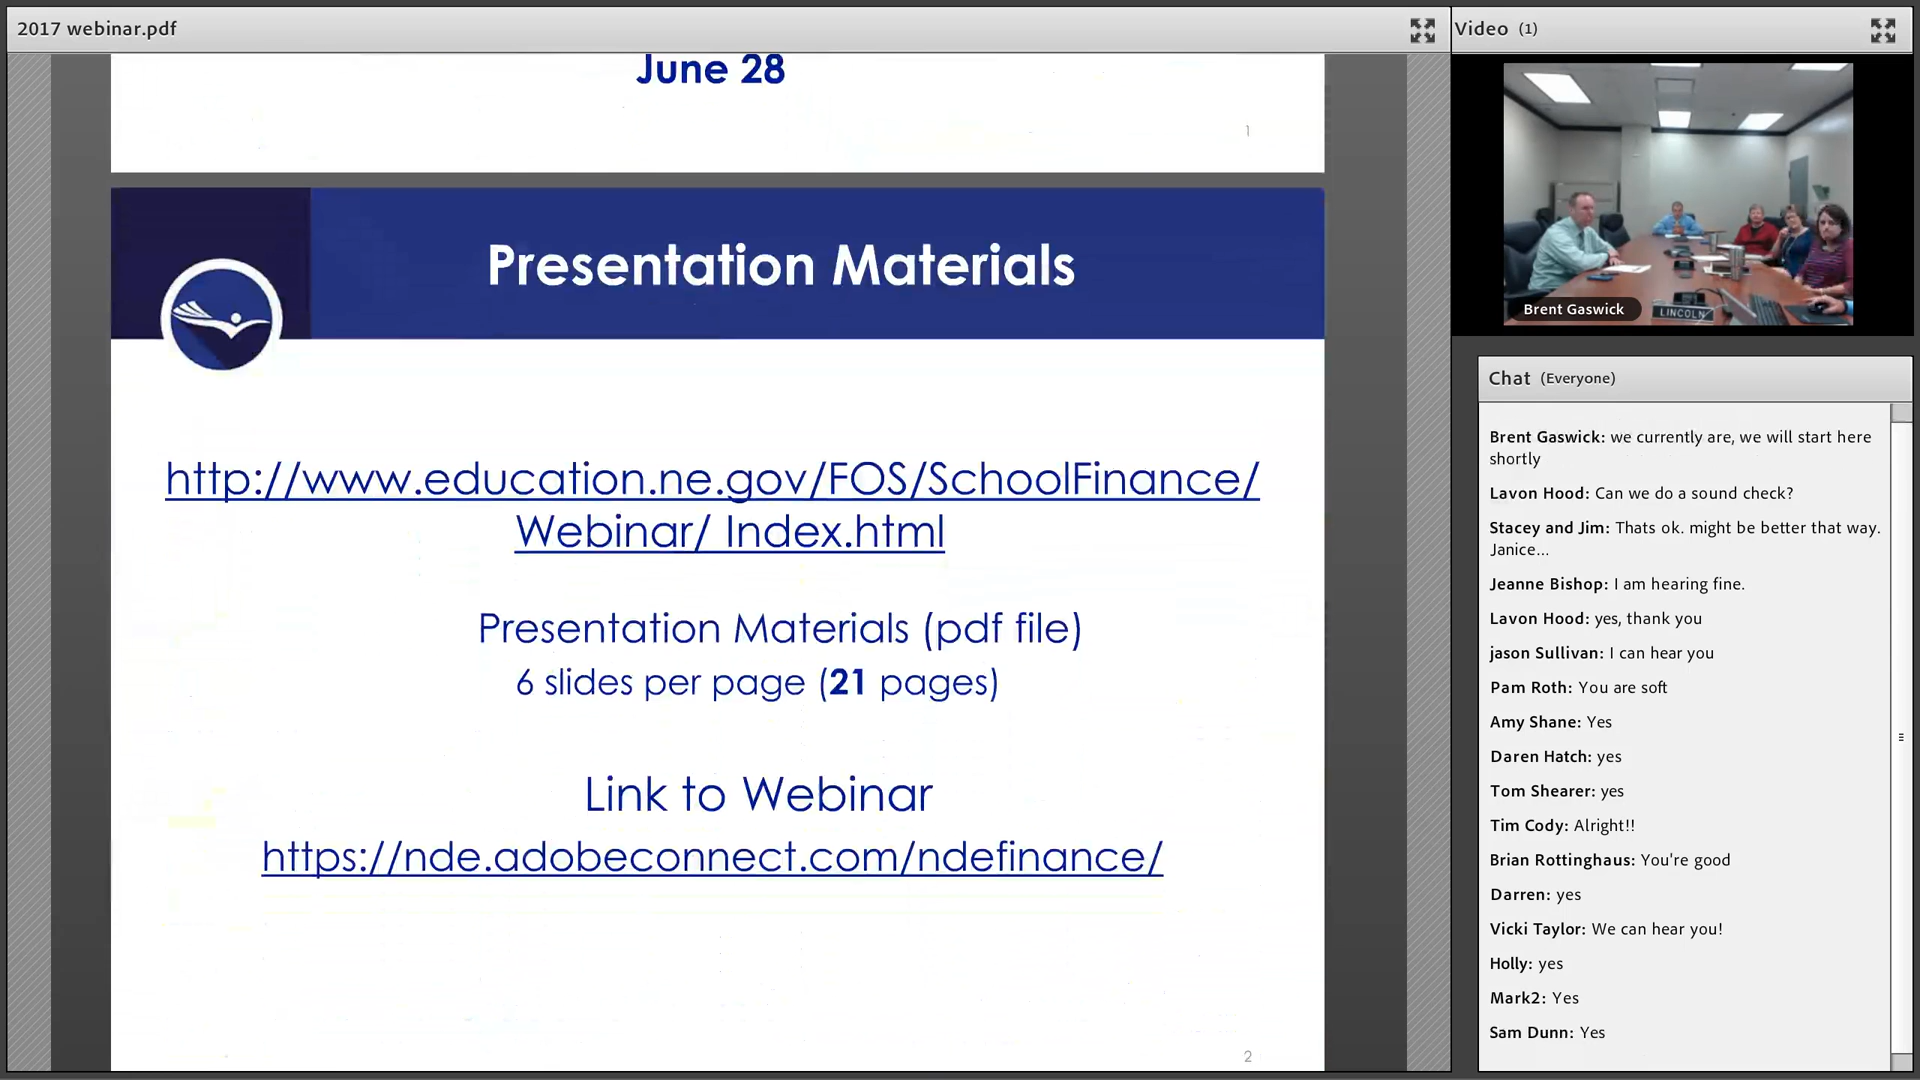 2017 webinar.pdf
June 28
1
Presentation Materials
http://www.education.ne.gov/FOS/SchoolFinance/
Webinar/ Index.html
Presentation Materials (pdf file)
6 slides per page (21 pages)
Link to Webinar
https://nde.adobeconnect.com/ndefinance/
2
Video (1)
Brent Gaswick
LINCOLN
Chat (Everyone)
Brent Gaswick: we currently are, we will start here
shortly
Lavon Hood: Can we do a sound check?
Stacey and Jim: Thats ok. might be better that way.
Janice...
Jeanne Bishop: I am hearing fine.
Lavon Hood: yes, thank you
jason Sullivan: I can hear you
Pam Roth: You are soft
Amy Shane: Yes
Daren Hatch: yes
Tom Shearer: yes
Tim Cody: Alright!!
Brian Rottinghaus: You're good
Darren: yes
Vicki Taylor: We can hear you!
Holly: yes
Mark2: Yes
Sam Dunn: Yes